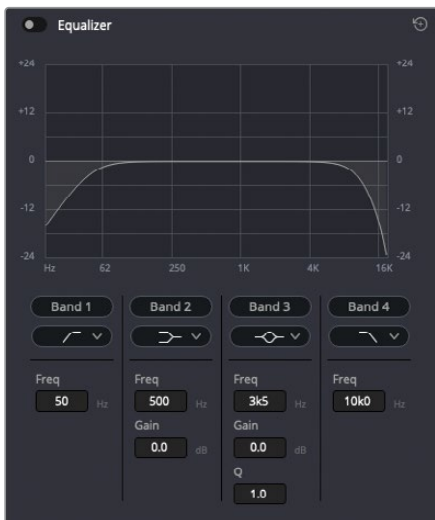 Equalizer
+24 +24
+12 +12
0 0
-12 -12
-24 -24
Hz 62 250 1K 4K 16K
Band 1 Band 2 Band 3 Band 4
Freq Freq Freq Freq
50 Hz 500 Hz 3k5 Hz 10k0 Hz
Gain Gain
0.0 dB 0.0 dB
Q
1.0